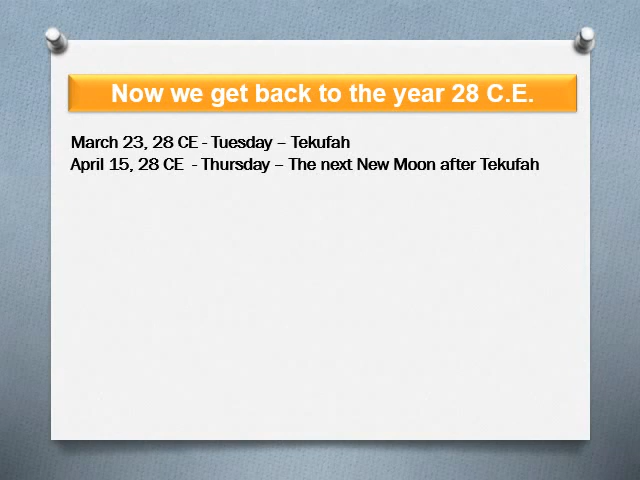 Now we get back to the year 28 C.E.
March 23, 28 CE - Tuesday – Tekufah
April 15, 28 CE - Thursday – The next New Moon after Tekufah